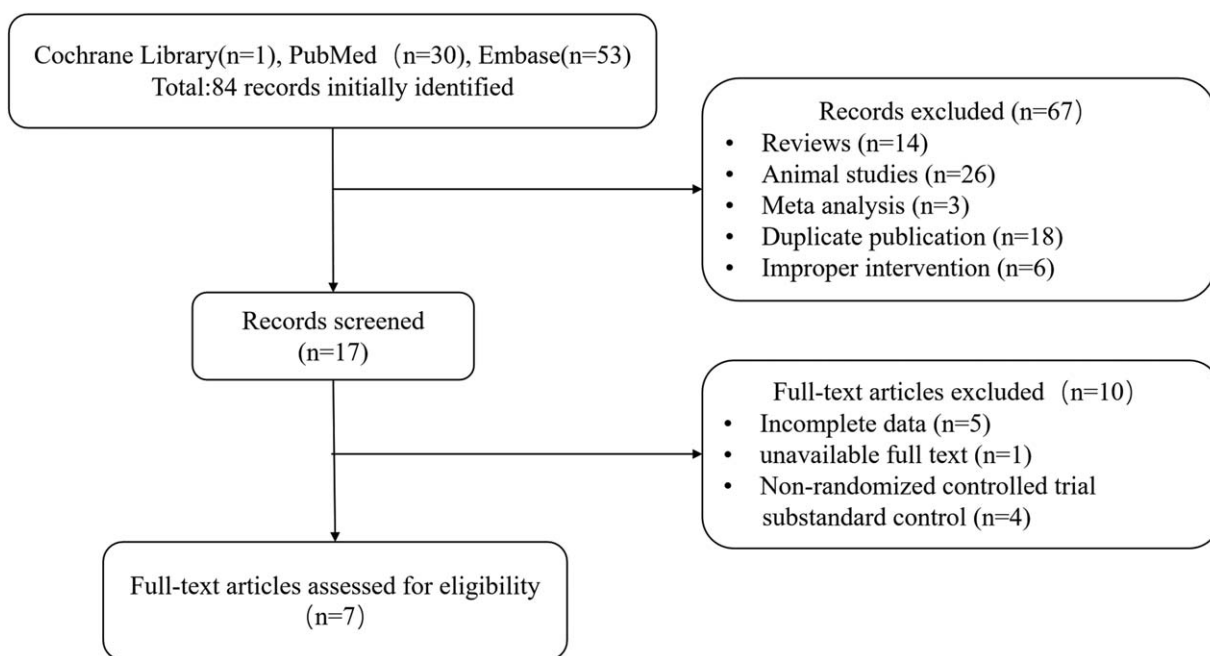 Cochrane Library(n=1), PubMed（n=30), Embase(n=53)
Total:84 records initially identified
Records excluded (n=67)
• Reviews (n=14)
• Animal studies (n=26)
• Meta analysis (n=3)
• Duplicate publication (n=18)
• Improper intervention (n=6)
Records screened
(n=17)
Full-text articles excluded（n=10)
• Incomplete data (n=5)
• unavailable full text (n=1)
• Non-randomized controlled trial
substandard control (n=4)
Full-text articles assessed for eligibility
（n=7）